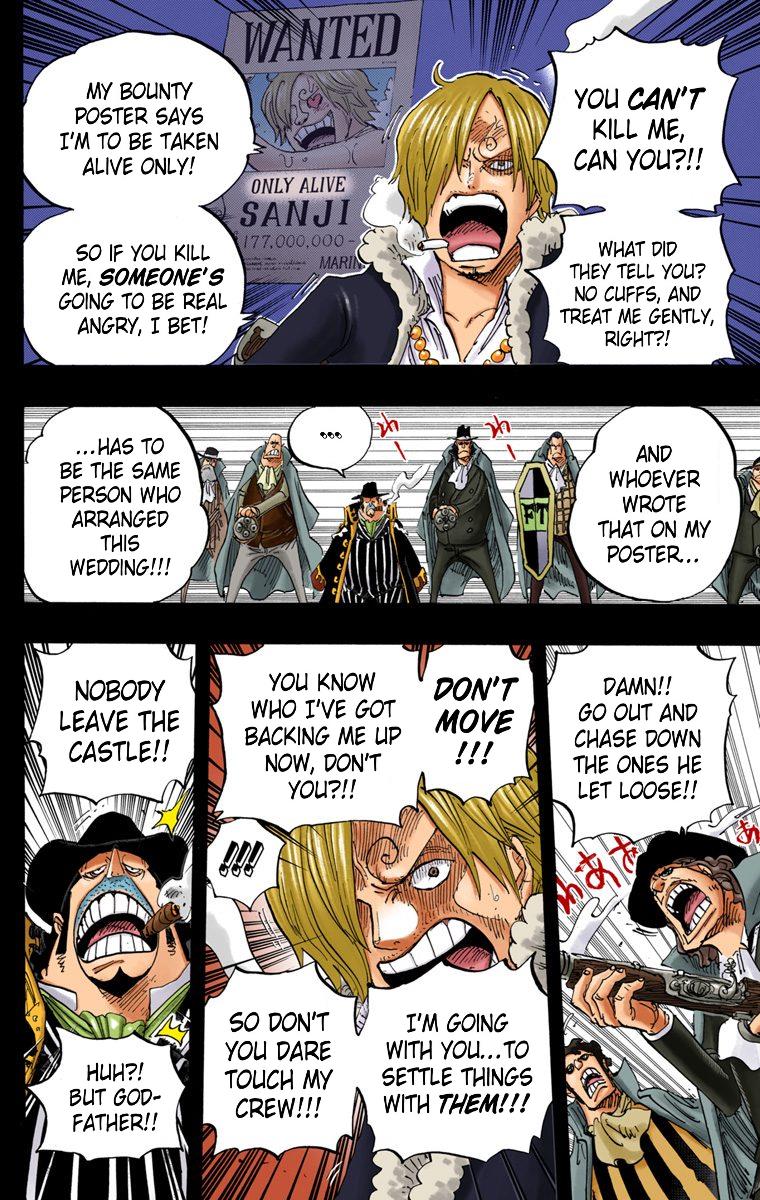 YOU CAN'T
KILL ME,
CAN YOU?!!
WHAT DID
THEY TELL YOU?
NO CUFFS, AND
TREAT ME GENTLY,
RIGHT?!
WANTED
ONLY ALIVE
SANJI
177,000,000-
MARIN
MY BOUNTY
POSTER SAYS
I'M TO BE TAKEN
ALIVE ONLY!
SO IF YOU KILL
ME, SOMEONE'S
GOING TO BE REAL
ANGRY, I BET!
AND
WHOEVER
WROTE
THAT ON MY
POSTER...
...
...HAS TO
BE THE SAME
PERSON WHO
ARRANGED
THIS
WEDDING!!!
DAMN!!
GO OUT AND
CHASE DOWN
THE ONES HE
LET LOOSE!!
DON'T
MOVE
!!!
YOU KNOW
WHO I'VE GOT
BACKING ME UP
NOW, DON'T
YOU?!!
!!!
I'M GOING
WITH YOU...TO
SETTLE THINGS
WITH THEM!!!
SO DON'T
YOU DARE
TOUCH MY
CREW!!!
NOBODY
LEAVE THE
CASTLE!!
HUH?!
BUT GOD-
FATHER!!